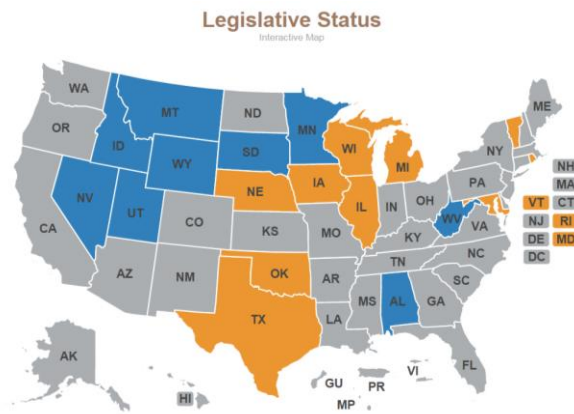 Legislative Status
Interactive Map
WA
MT
ND
MN
ME
OR
ID
SD
WI
MI
NY
WY
NH
MA
NE
IA
PA
VT
CT
NV
UT
IL
IN
OH
NJ
RI
CO
WV
VA
DE
MD
CA
KS
MO
KY
DC
NC
TN
AZ
NM
OK
AR
SC
MS
AL
GA
TX
LA
AK
FL
HI
GU
PR
VI
MP